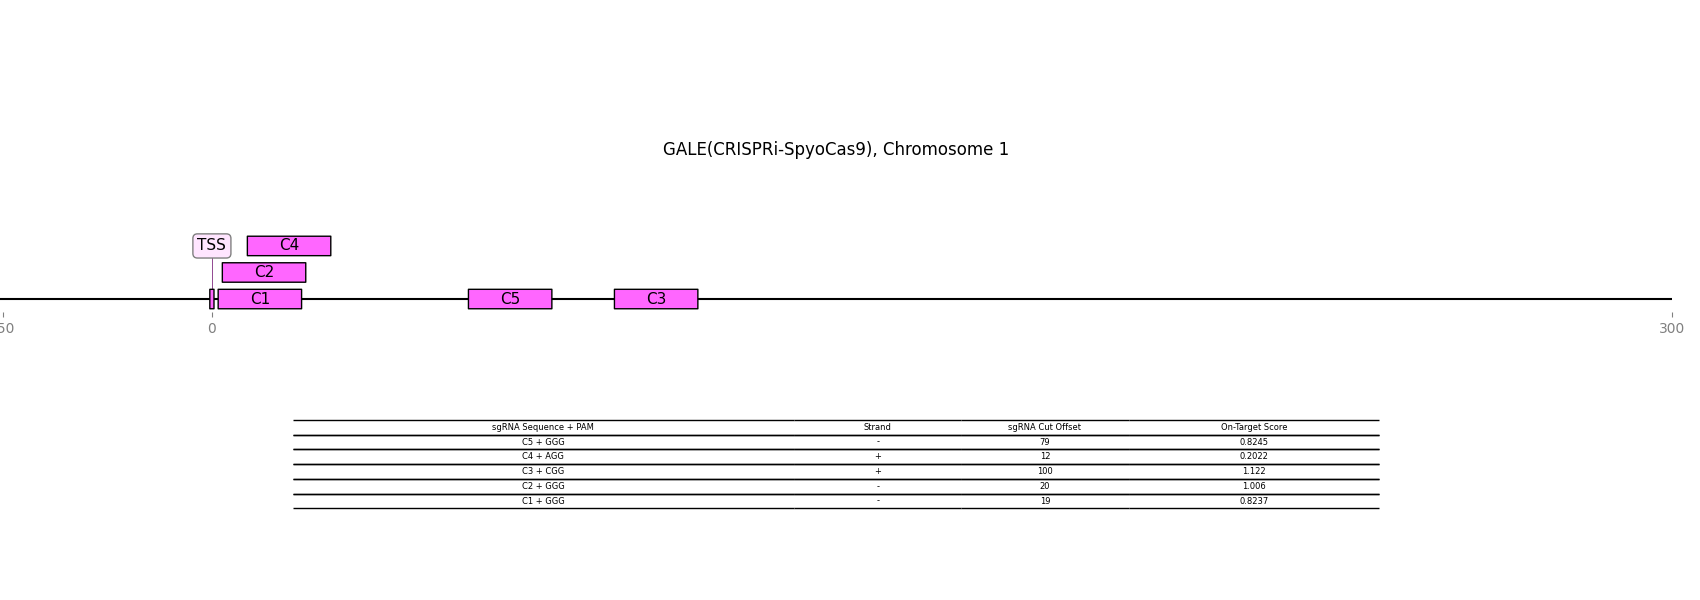 GALE(CRISPRi-SpyoCas9), Chromosome 1
TSS
C4
C2
C1
C5
C3
50
0
300
sgRNA Sequence + PAM Strand sgRNA Cut Offset On-Target Score
C5 + GGG - 79 0.8245
C4 + AGG + 12 0.2022
C3 + CGG + 100 1.122
C2 + GGG - 20 1.006
C1 + GGG - 19 0.8237